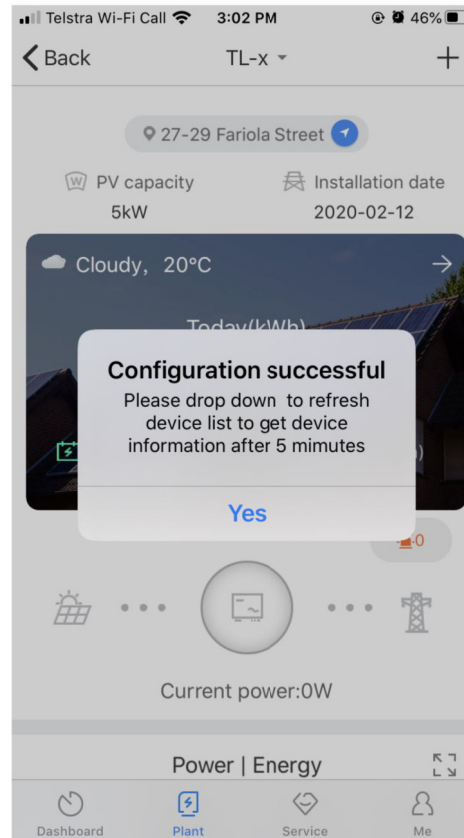 Telstra Wi-Fi Call 3:02 PM 46%
Back TL-x +
27-29 Fariola Street
PV capacity Installation date
5kW 2020-02-12
Cloudy, 20°C
Today(kWh)
Configuration successful
Please drop down to refresh
device list to get device
information after 5 mimutes
Yes
0
Current power:0W
Power | Energy
Dashboard Plant Service Me